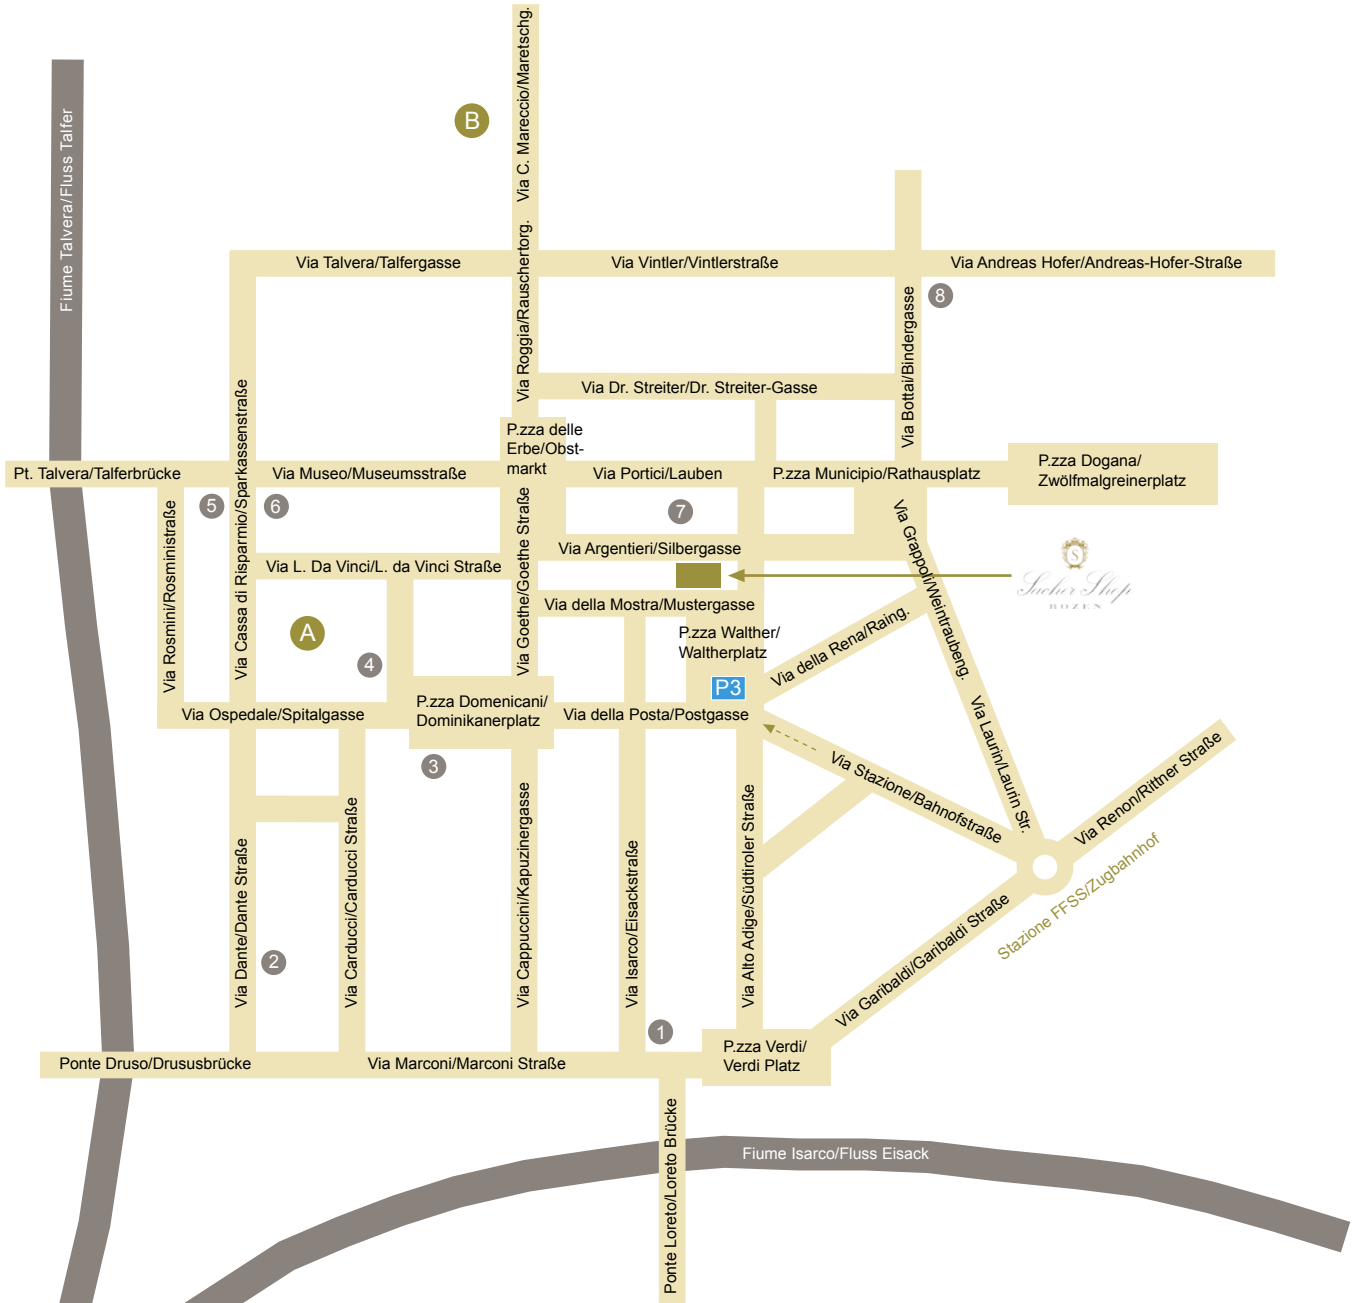 Via C. Mareccio/Maretschg.
Fiume Talvera/Fluss Talfer
B
Via Roggia/Rauschertorg.
Via Talvera/Talfergasse
Via Vintler/Vintlerstraße
Via Andreas Hofer/Andreas-Hofer-Straße
8
Via Bottai/Bindergasse
Via Dr. Streiter/Dr. Streiter-Gasse
Via Cassa di Risparmio/Sparkassenstraße
P.zza delle
Erbe/Obst-
markt
Pt. Talvera/Talferbrücke
Via Museo/Museumsstraße
Via Portici/Lauben
P.zza Municipio/Rathausplatz
P.zza Dogana/
Zwölfmalgreinerplatz
5
6
7
Via Rosmini/Rosministraße
Via Goethe/Goethe Straße
Via Grappoli/Weintraubeng.
Via Argentieri/Silbergasse
Via L. Da Vinci/L. da Vinci Straße
S
Sacher Shop
BOZEN
Via della Mostra/Mustergasse
A
P.zza Walther/
Waltherplatz
Via della Rena/Raing.
4
P3
P.zza Domenicani/
Dominikanerplatz
Via Ospedale/Spitalgasse
Via della Posta/Postgasse
Via Laurin/Laurin Str.
3
Via Stazione/Bahnofstraße
Via Renon/Rittner Straße
Via Dante/Dante Straße
Via Carducci/Carducci Straße
Via Cappuccini/Kapuzinergasse
Via Isarco/Eisackstraße
Via Alto Adige/Südtiroler Straße
Stazione FFSS/Zugbahnhof
Via Garibaldi/Garibaldi Straße
2
1
Ponte Druso/Drususbrücke
Via Marconi/Marconi Straße
P.zza Verdi/
Verdi Platz
Ponte Loreto/Loreto Brücke
Fiume Isarco/Fluss Eisack